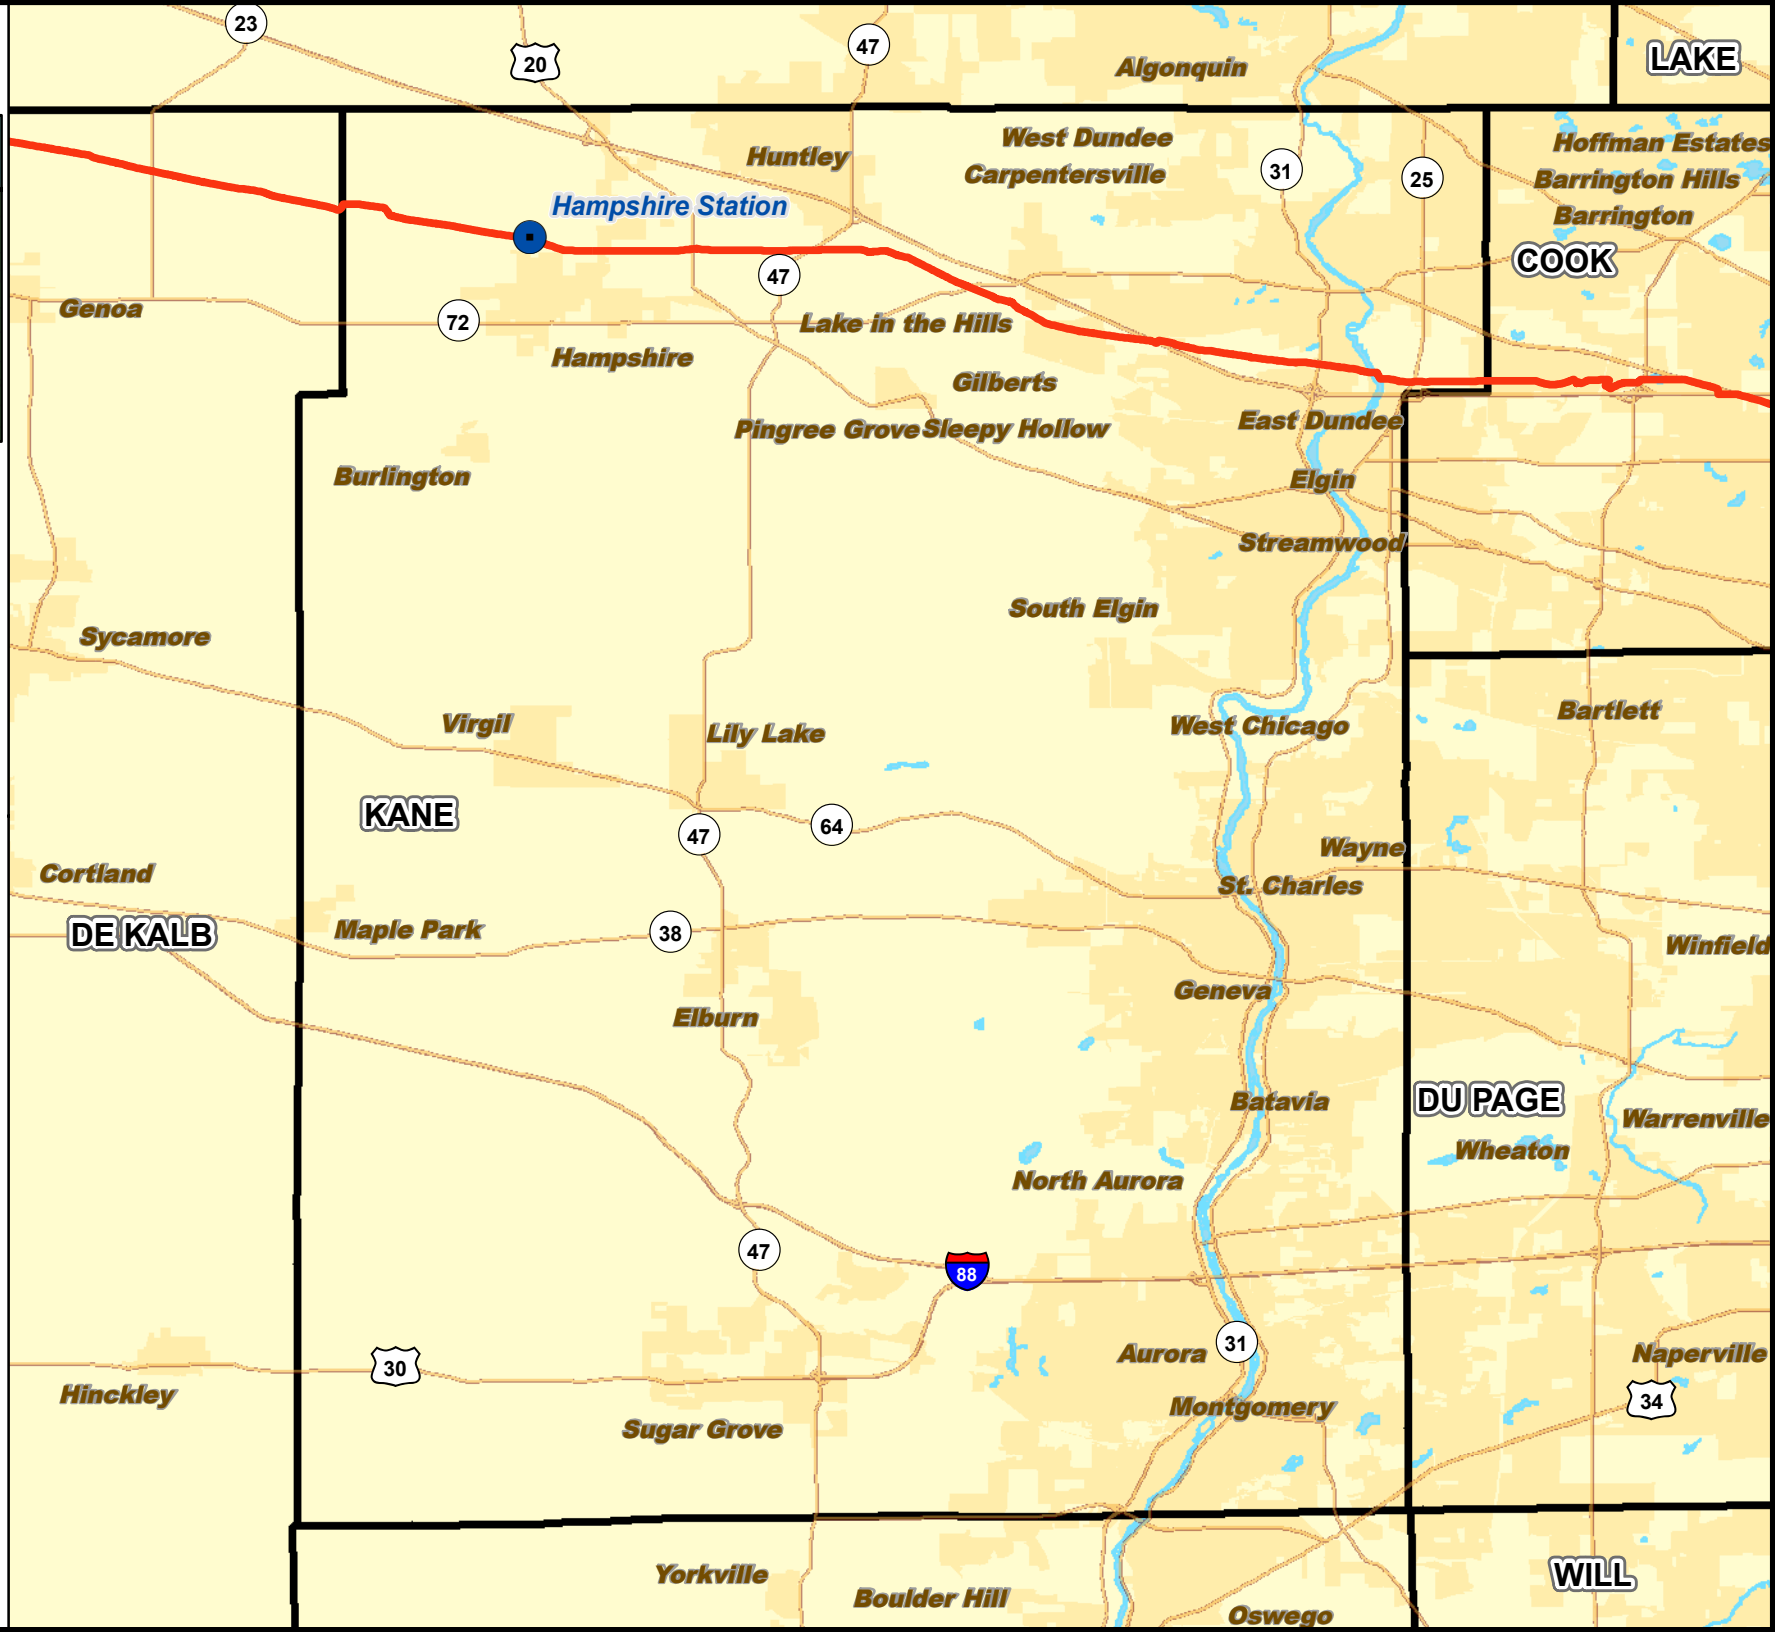 23
20
47
Algonquin
LAKE
West Dundee
Huntley
Carpentersville
31
25
Hoffman Estates
Barrington Hills
Barrington
Hampshire Station
COOK
47
Genoa
72
Lake in the Hills
Hampshire
Gilberts
Pingree Grove
Sleepy Hollow
East Dundee
Burlington
Elgin
Streamwood
South Elgin
Sycamore
Virgil
Lily Lake
West Chicago
Bartlett
KANE
47
64
Wayne
Cortland
St. Charles
DE KALB
Maple Park
38
Winfield
Geneva
Elburn
Batavia
DU PAGE
Warrenville
Wheaton
North Aurora
47
88
31
Aurora
Naperville
30
Hinckley
34
Montgomery
Sugar Grove
Yorkville
Boulder Hill
WILL
Oswego